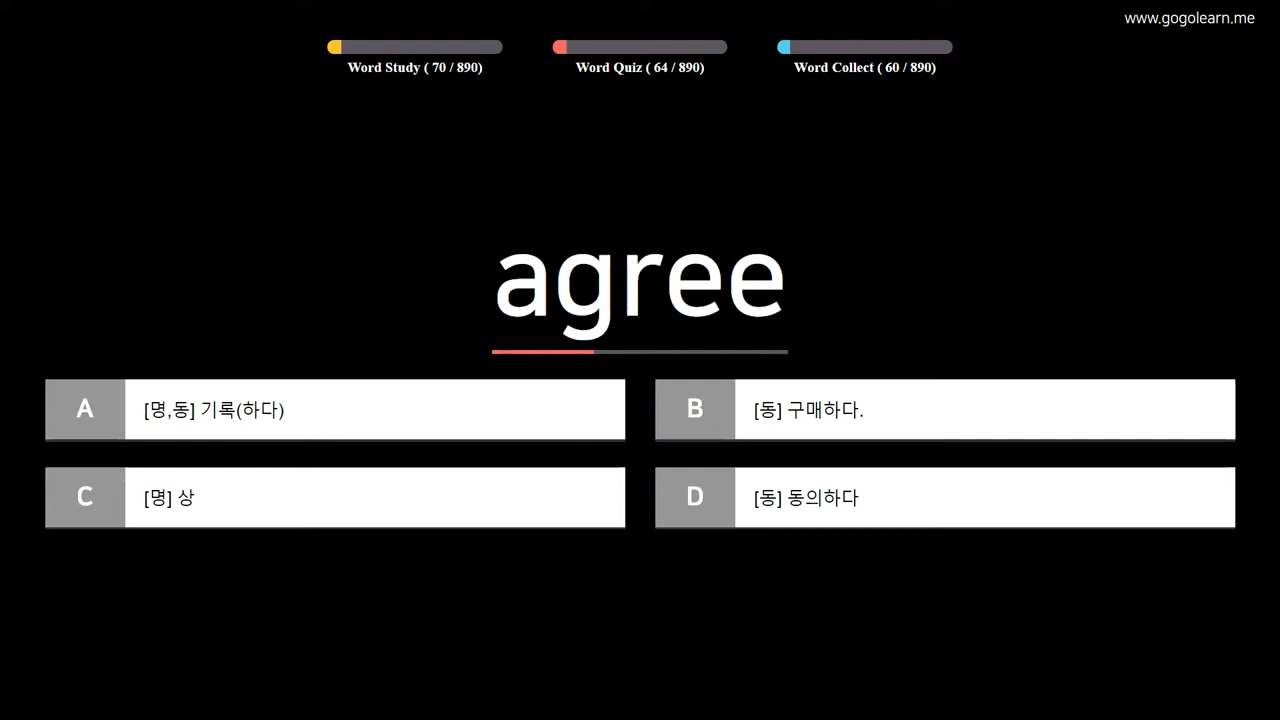 www.gogolearn.me
Word Study ( 70 / 890)
Word Quiz ( 64 / 890)
Word Collect ( 60 / 890)
agree
A [명,동] 기록(하다)
B [동] 구매하다.
C [명] 상
D [동] 동의하다